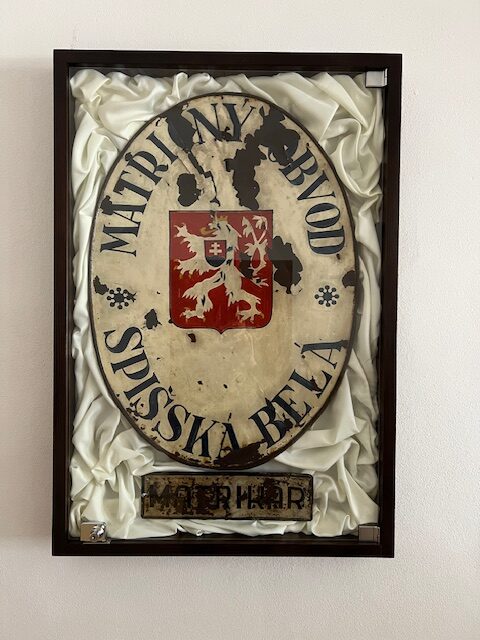 MATRIČNÝ OBVOD
SPIŠSKÁ BELÁ
MATRIKÁR